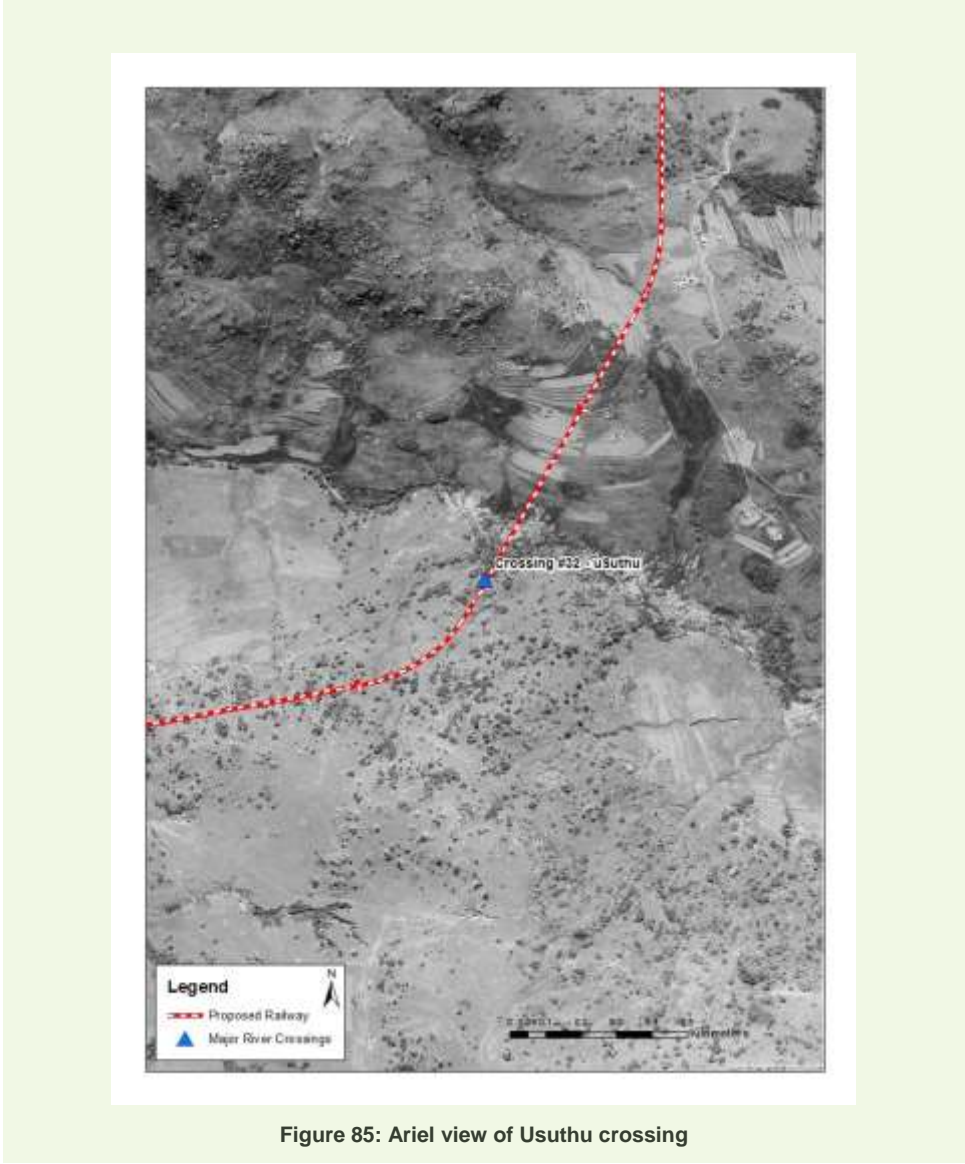 Crossing #32 - uSuthu
Legend
N
Proposed Railway
Major River Crossings
Kilometers
Figure 85: Ariel view of Usuthu crossing